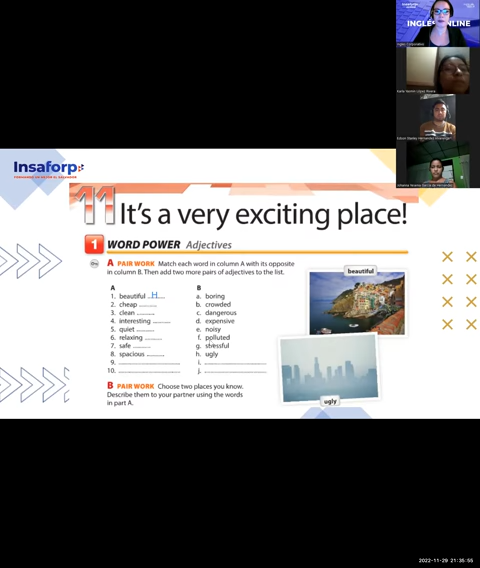 INGLES ONLINE
Ingles Corporativo
Insaforp
11 It's a very exciting place!
1 WORD POWER Adjectives
A PAIR WORK Match each word in column A with its opposite
in column B. Then add two more pairs of adjectives to the list.
beautiful
A
B
1. beautiful ..H....
a. boring
2. cheap ..........
b. crowded
3. clean ..........
c. dangerous
4. interesting ..........
d. expensive
5. quiet ..........
e. noisy
6. relaxing ..........
f. polluted
7. safe ..........
g. stressful
8. spacious ..........
h. ugly
9. ..........
i. ..........
10. ..........
j. ..........
ugly
B PAIR WORK Choose two places you know.
Describe them to your partner using the words
in part A.
2022-11-29 21:35:55